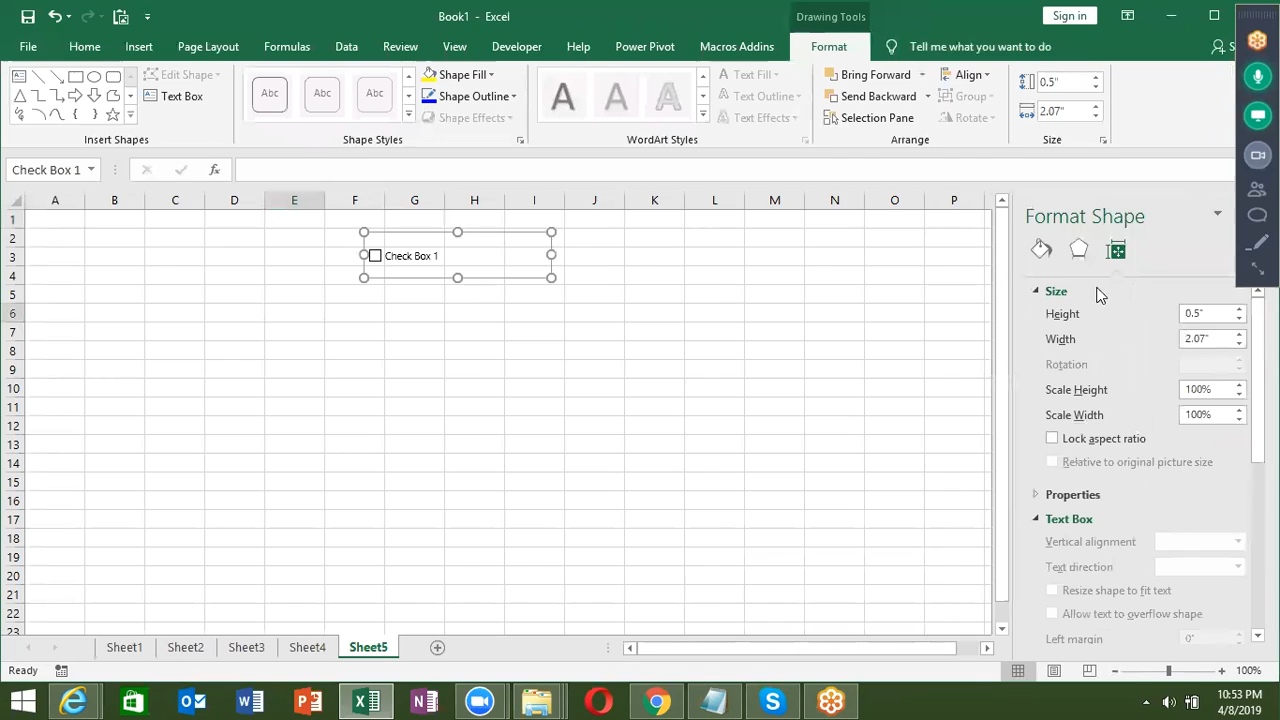 Book1 - Excel
Drawing Tools
Sign in
File Home Insert Page Layout Formulas Data Review View Developer Help Power Pivot Macros Addins Format Tell me what you want to do S
Edit Shape
Text Box
Insert Shapes
Abc Abc Abc
Shape Fill
Shape Outline
Shape Effects
Shape Styles
A A A
Text Fill
Text Outline
Text Effects
WordArt Styles
Bring Forward
Send Backward
Selection Pane
Align
Group
Rotate
Arrange
0.5"
2.07"
Size
Check Box 1 fx
A B C D E F G H I J K L M N O P
1
2
3
4
5
6
7
8
9
10
11
12
13
14
15
16
17
18
19
20
21
22
23
Check Box 1
Format Shape
Size
Height 0.5"
Width 2.07"
Rotation
Scale Height 100%
Scale Width 100%
Lock aspect ratio
Relative to original picture size
Properties
Text Box
Vertical alignment
Text direction
Resize shape to fit text
Allow text to overflow shape
Left margin 0"
Sheet1 Sheet2 Sheet3 Sheet4 Sheet5
Ready 100%
10:53 PM
4/8/2019